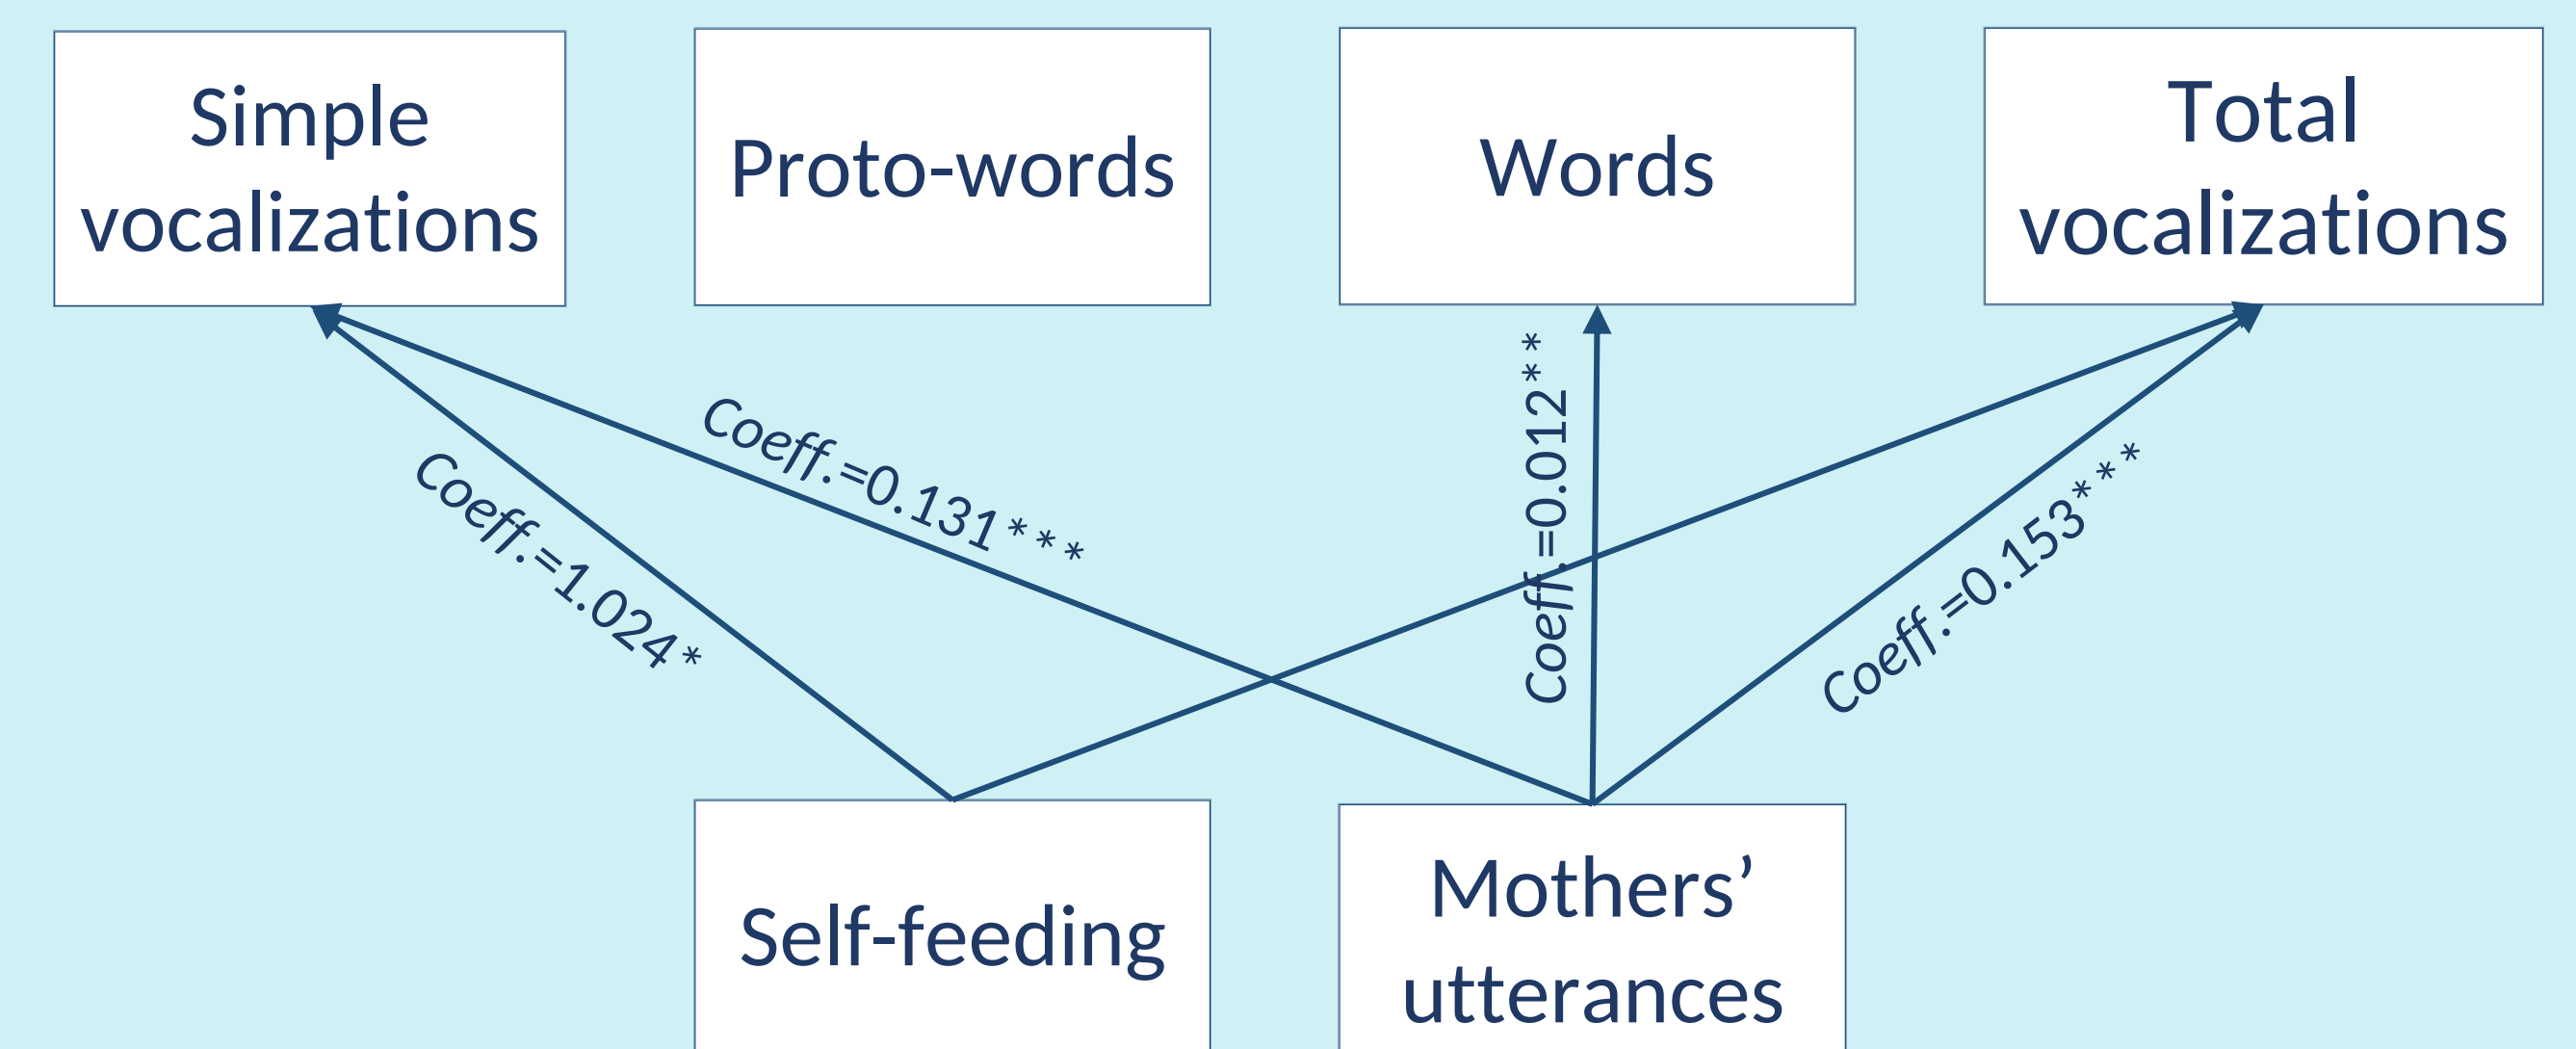 Simple
vocalizations
Proto-words
Words
Total
vocalizations
Coeff.=1.024*
Coeff.=0.131***
Coeff.=0.012**
Coeff.=0.153***
Self-feeding
Mothers’
utterances